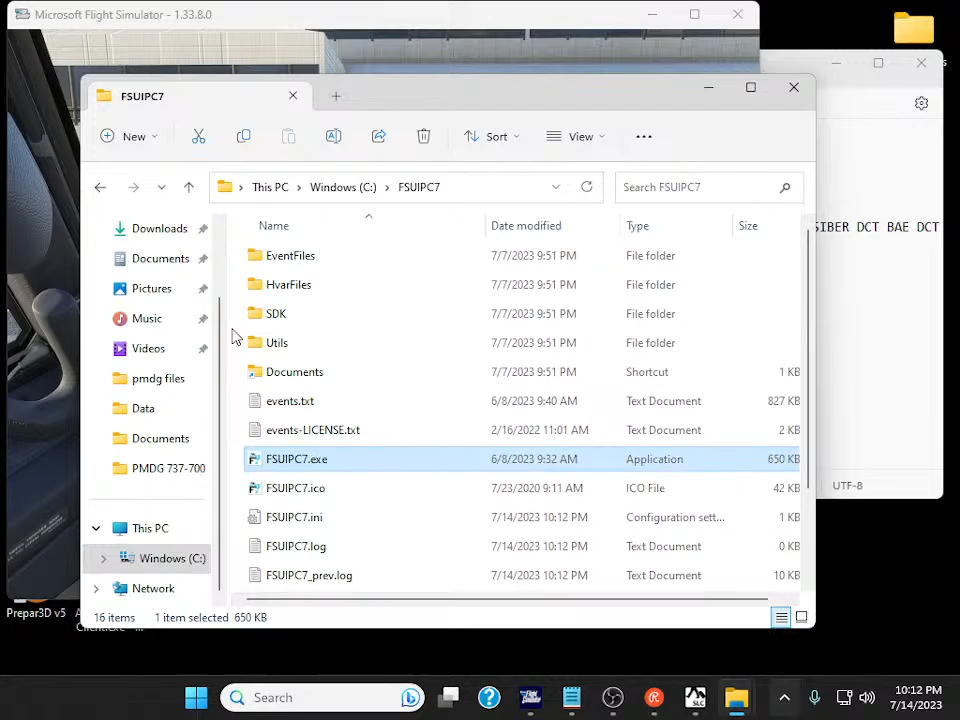 Microsoft Flight Simulator - 1.33.8.0
FSUIPC7
New
Sort
View
This PC
Windows (C:)
FSUIPC7
Search FSUIPC7
Name
Date modified
Type
Size
Downloads
Documents
Pictures
Music
Videos
pmdg files
Data
Documents
PMDG 737-700
This PC
Windows (C:)
Network
EventFiles 7/7/2023 9:51 PM File folder
HvarFiles 7/7/2023 9:51 PM File folder
SDK 7/7/2023 9:51 PM File folder
Utils 7/7/2023 9:51 PM File folder
Documents 7/7/2023 9:51 PM Shortcut 1 KB
events.txt 6/8/2023 9:40 AM Text Document 827 KB
events-LICENSE.txt 2/16/2022 11:01 AM Text Document 2 KB
FSUIPC7.exe 6/8/2023 9:32 AM Application 650 KB
FSUIPC7.ico 7/23/2020 9:11 AM ICO File 42 KB
FSUIPC7.ini 7/14/2023 10:12 PM Configuration sett... 1 KB
FSUIPC7.log 7/14/2023 10:12 PM Text Document 0 KB
FSUIPC7_prev.log 7/14/2023 10:12 PM Text Document 10 KB
16 items
1 item selected 650 KB
SIBER DCT BAE DCT
UTF-8
Prepar3D v5
Search
SLC
10:12 PM
7/14/2023